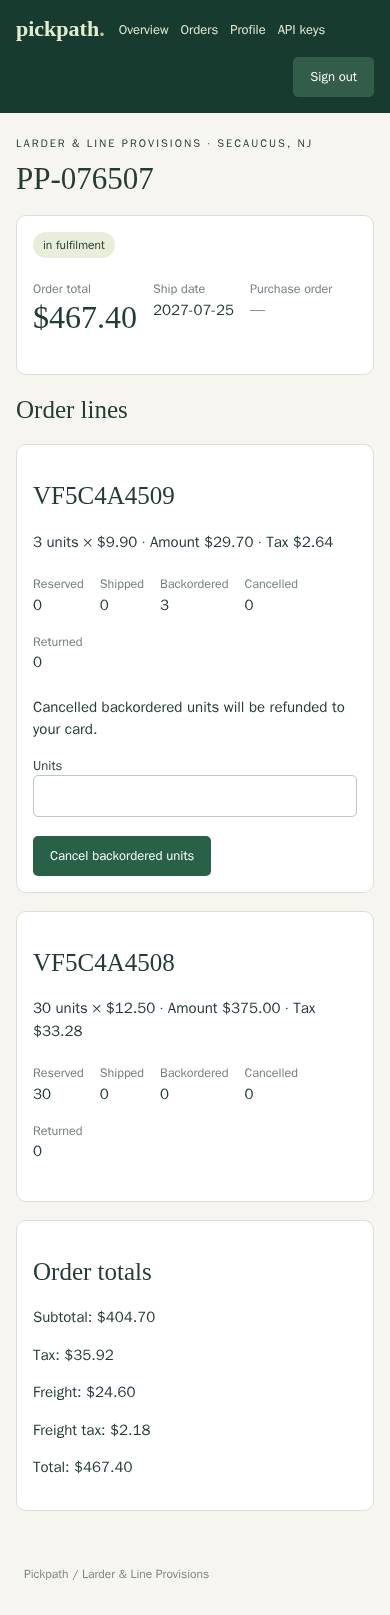 pickpath. Overview Orders Profile API keys
Sign out
LARDER & LINE PROVISIONS · SECAUCUS, NJ
PP-076507
in fulfilment
Order total Ship date Purchase order
$467.40 2027-07-25 —
Order lines
VF5C4A4509
3 units × $9.90 · Amount $29.70 · Tax $2.64
Reserved Shipped Backordered Cancelled
0 0 3 0
Returned
0
Cancelled backordered units will be refunded to
your card.
Units
Cancel backordered units
VF5C4A4508
30 units × $12.50 · Amount $375.00 · Tax
$33.28
Reserved Shipped Backordered Cancelled
30 0 0 0
Returned
0
Order totals
Subtotal: $404.70
Tax: $35.92
Freight: $24.60
Freight tax: $2.18
Total: $467.40
Pickpath / Larder & Line Provisions